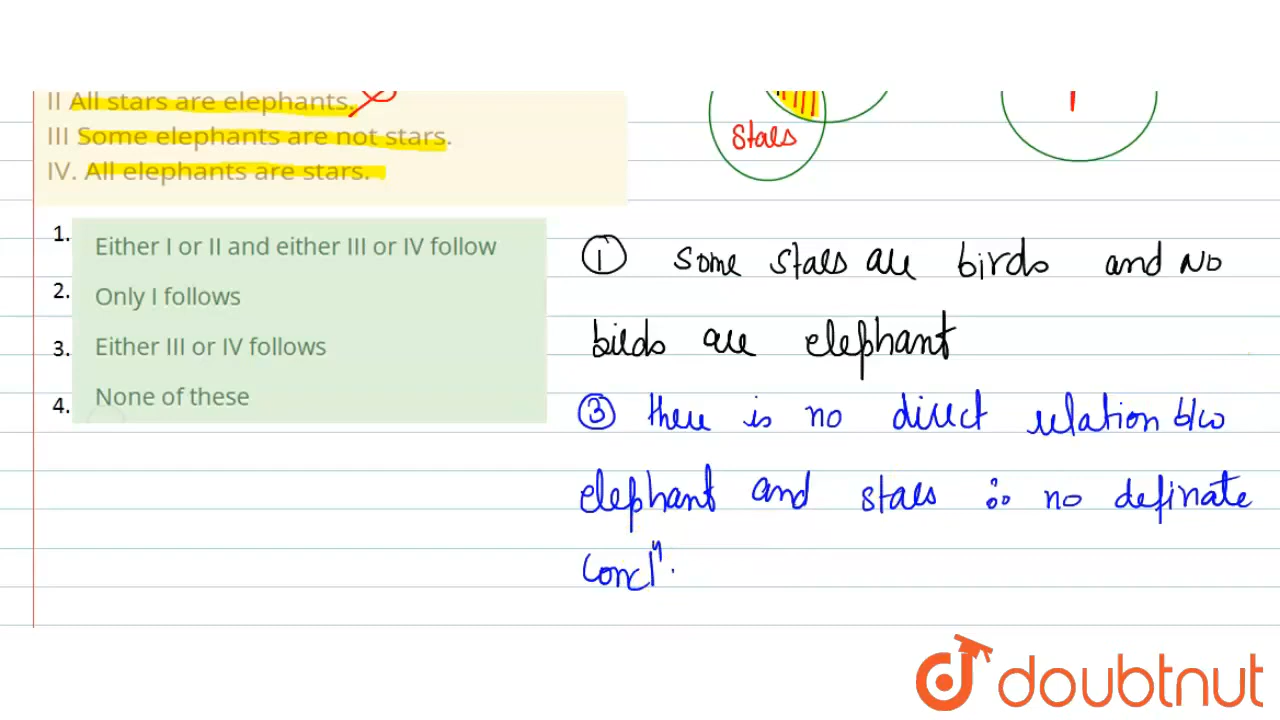 II All stars are elephants.
III Some elephants are not stars.
IV. All elephants are stars.
Stars
1. Either I or II and either III or IV follow
2. Only I follows
3. Either III or IV follows
4. None of these
① Some stars are birds and No
birds are elephant
③ there is no direct relation b/w
elephant and stars ∴ no definate
conclⁿ.
doubtnut